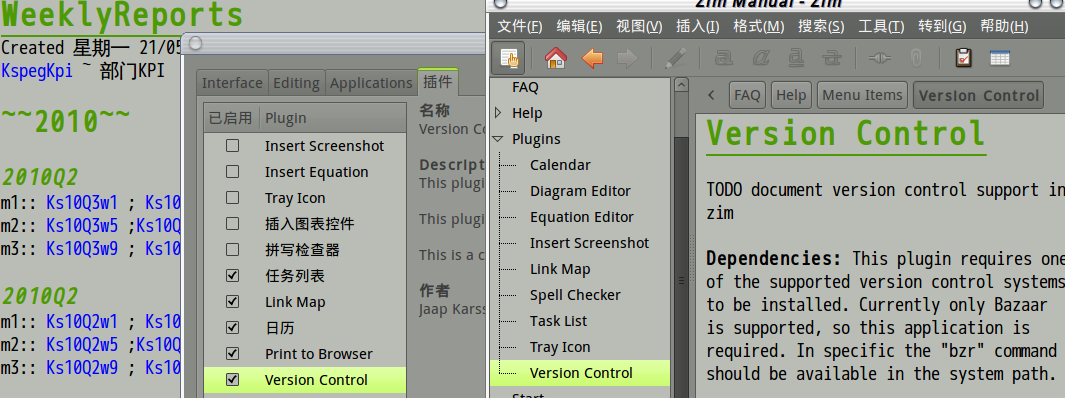 WeeklyReports
Created 星期一 21/05
KspegKpi ~ 部门KPI
~~2010~~
2010Q2
m1:: Ks10Q3w1 ; Ks10
m2:: Ks10Q3w5 ;Ks10Q
m3:: Ks10Q3w9 ; Ks10
2010Q2
m1:: Ks10Q2w1 ; Ks10
m2:: Ks10Q2w5 ;Ks10Q
m3:: Ks10Q2w9 ; Ks10
Interface Editing Applications 插件
已启用 Plugin
Insert Screenshot
Insert Equation
Tray Icon
插入图表控件
拼写检查器
任务列表
Link Map
日历
Print to Browser
Version Control
名称
Version Co
Descript
This plugi
This plugi
This is a c
作者
Jaap Karss
Zim Manual - Zim
文件(F) 编辑(E) 视图(V) 插入(I) 格式(M) 搜索(S) 工具(T) 转到(G) 帮助(H)
FAQ
Help
Plugins
Calendar
Diagram Editor
Equation Editor
Insert Screenshot
Link Map
Spell Checker
Task List
Tray Icon
Version Control
Start
FAQ Help Menu Items Version Control
Version Control
TODO document version control support in
zim
Dependencies: This plugin requires one
of the supported version control systems
to be installed. Currently only Bazaar
is supported, so this application is
required. In specific the "bzr" command
should be available in the system path.